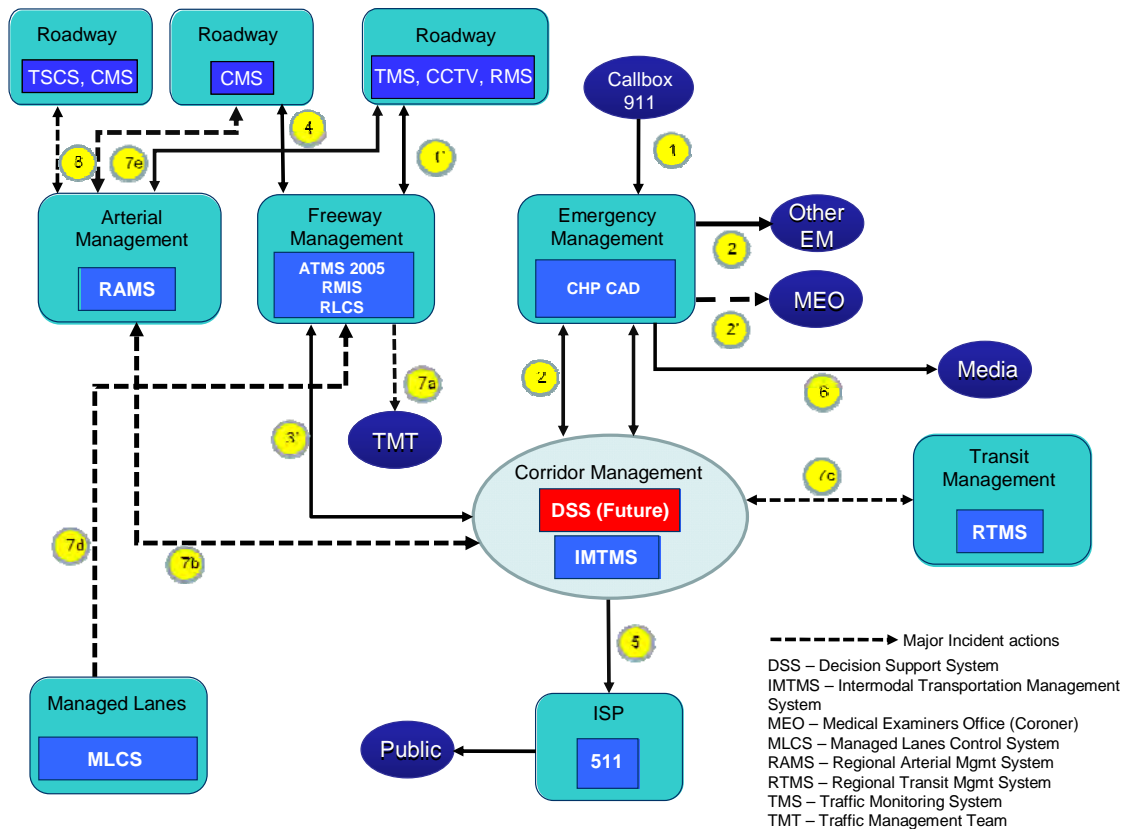 Roadway
TSCS, CMS
Roadway
CMS
Roadway
TMS, CCTV, RMS
Callbox
911
8
7e
4
1'
1
Arterial
Management
RAMS
Freeway
Management
ATMS 2005
RMIS
RLCS
Emergency
Management
CHP CAD
Other
EM
2
MEO
2'
Media
6
7a
TMT
3'
2
7d
7b
Corridor Management
DSS (Future)
IMTMS
7c
Transit
Management
RTMS
5
Managed Lanes
MLCS
ISP
511
Public
Major Incident actions
DSS – Decision Support System
IMTMS – Intermodal Transportation Management
System
MEO – Medical Examiners Office (Coroner)
MLCS – Managed Lanes Control System
RAMS – Regional Arterial Mgmt System
RTMS – Regional Transit Mgmt System
TMS – Traffic Monitoring System
TMT – Traffic Management Team